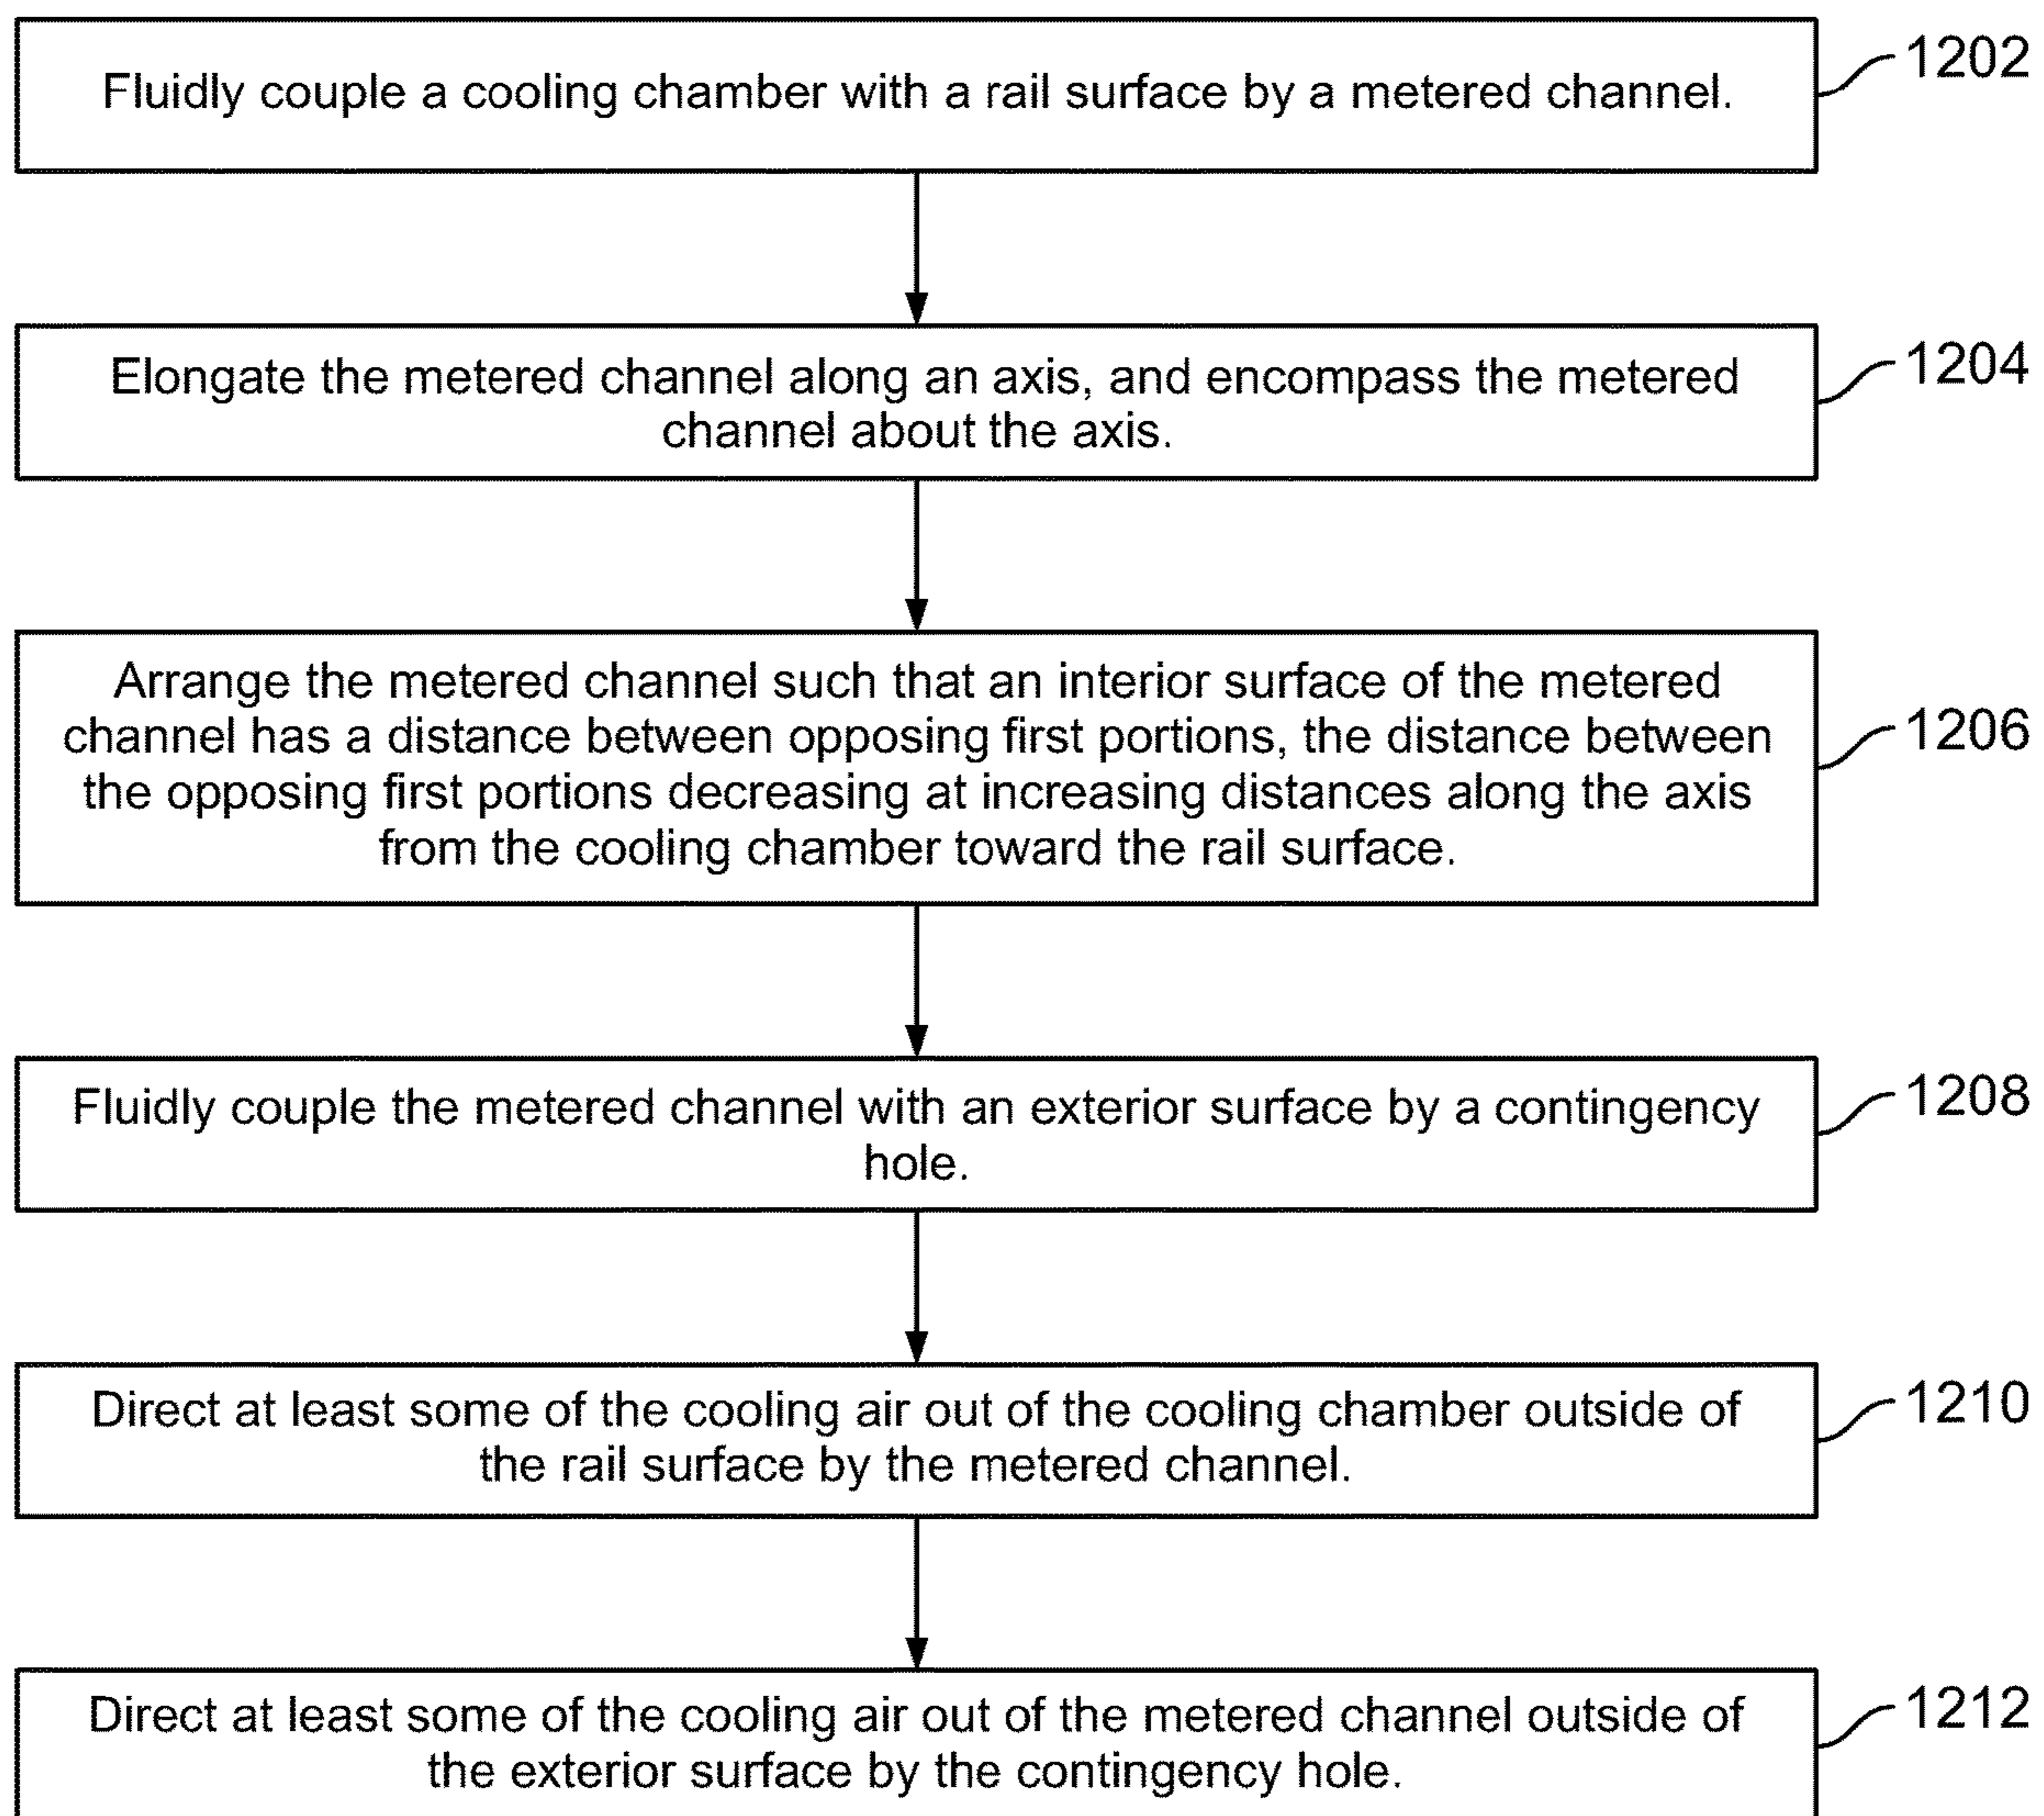 Fluidly couple a cooling chamber with a rail surface by a metered channel.
1202
Elongate the metered channel along an axis, and encompass the metered
channel about the axis.
1204
Arrange the metered channel such that an interior surface of the metered
channel has a distance between opposing first portions, the distance between
the opposing first portions decreasing at increasing distances along the axis
from the cooling chamber toward the rail surface.
1206
Fluidly couple the metered channel with an exterior surface by a contingency
hole.
1208
Direct at least some of the cooling air out of the cooling chamber outside of
the rail surface by the metered channel.
1210
Direct at least some of the cooling air out of the metered channel outside of
the exterior surface by the contingency hole.
1212